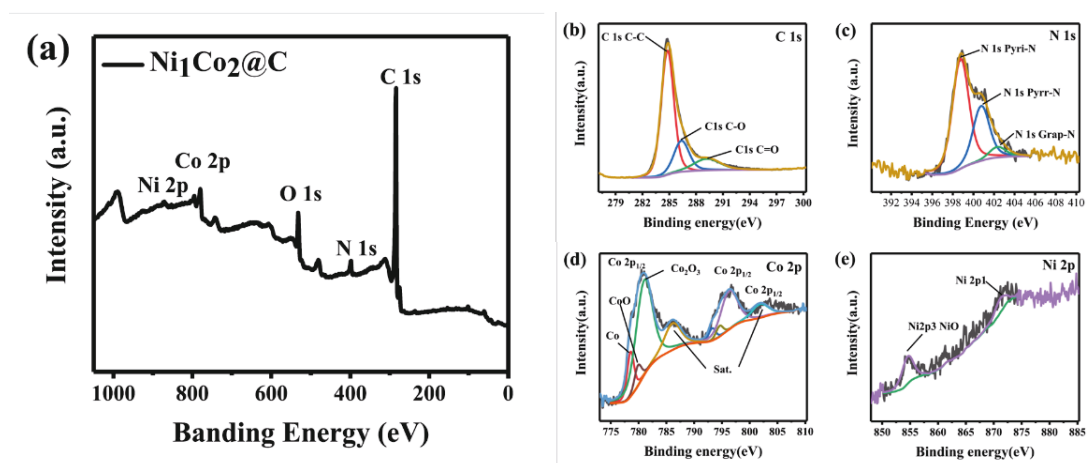 (a)
Ni1Co2@C
C 1s
Co 2p
Ni 2p
O 1s
N 1s
Intensity (a.u.)
1000 800 600 400 200 0
Banding Energy (eV)
(b) C 1s
C 1s C-C
C1s C-O
C1s C=O
Intensity(a.u.)
279 282 285 288 291 294 297 300
Binding energy(eV)
(c) N 1s
N 1s Pyri-N
N 1s Pyrr-N
N 1s Grap-N
Intensity(a.u.)
390 392 394 396 398 400 402 404 406 408 410
Binding energy(eV)
(d) Co 2p
Co 2p1/2 Co2O3 Co 2p1/2
Co 2p1/2
CoO
Co
Sat.
Intensity(a.u.)
775 780 785 790 795 800 805 810
Binding energy(eV)
(e) Ni 2p
Ni 2p1
Ni2p3 NiO
Intensity(a.u.)
850 855 860 865 870 875 880 885
Binding energy(eV)